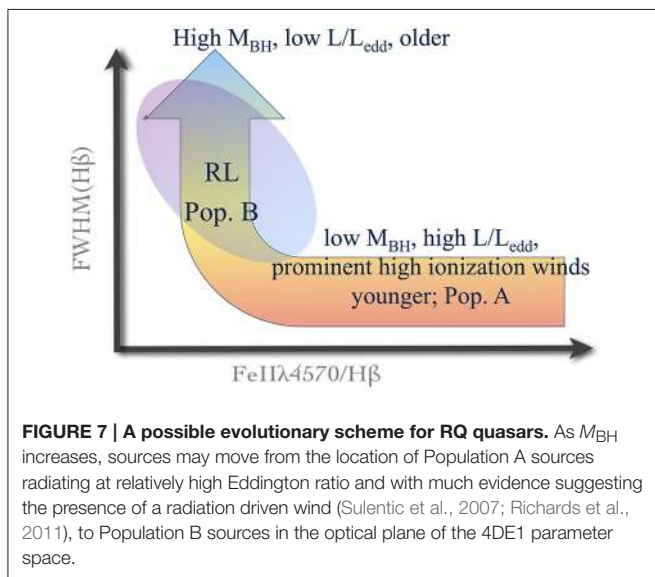 High M_BH, low L/L_edd, older
FWHM(Hβ)
RL
Pop. B
low M_BH, high L/L_edd,
prominent high ionization winds
younger; Pop. A
FeIIλ4570/Hβ
FIGURE 7 | A possible evolutionary scheme for RQ quasars. As M_BH
increases, sources may move from the location of Population A sources
radiating at relatively high Eddington ratio and with much evidence suggesting
the presence of a radiation driven wind (Sulentic et al., 2007; Richards et al.,
2011), to Population B sources in the optical plane of the 4DE1 parameter
space.